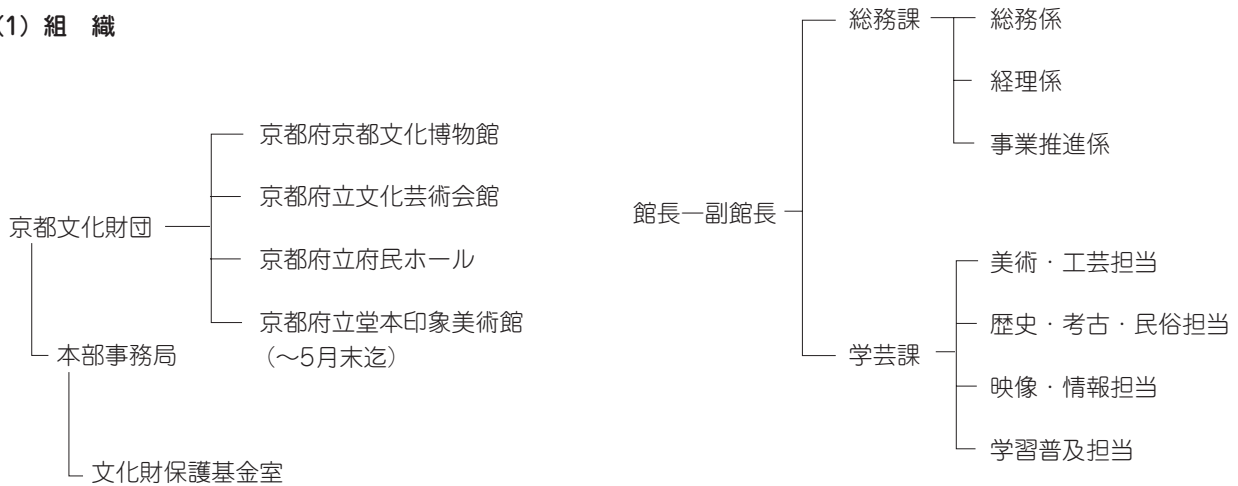 (1) 組　織
京都文化財団
京都府京都文化博物館
京都府立文化芸術会館
京都府立府民ホール
京都府立堂本印象美術館
（～5月末迄）
本部事務局
文化財保護基金室
館長―副館長
総務課
総務係
経理係
事業推進係
学芸課
美術・工芸担当
歴史・考古・民俗担当
映像・情報担当
学習普及担当